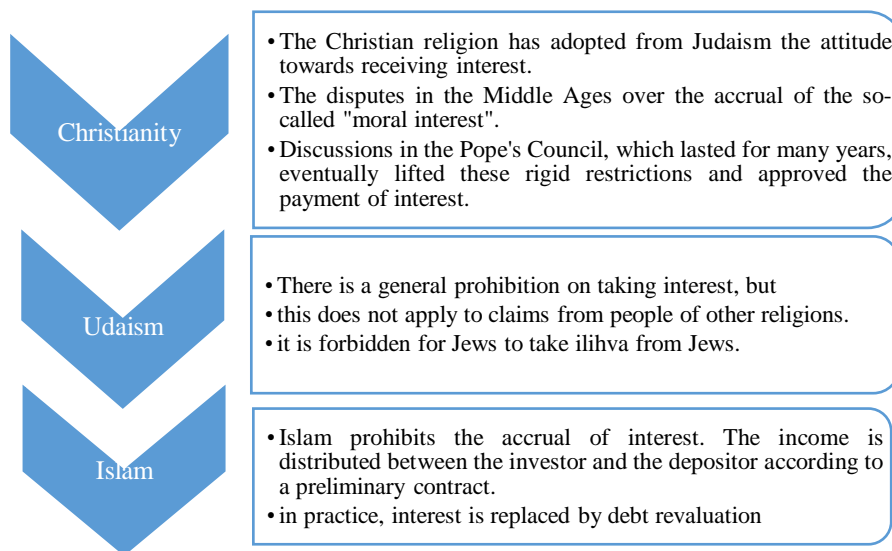 Christianity
• The Christian religion has adopted from Judaism the attitude
towards receiving interest.
• The disputes in the Middle Ages over the accrual of the so-
called "moral interest".
• Discussions in the Pope's Council, which lasted for many years,
eventually lifted these rigid restrictions and approved the
payment of interest.
Udaism
• There is a general prohibition on taking interest, but
• this does not apply to claims from people of other religions.
• it is forbidden for Jews to take ilihva from Jews.
Islam
• Islam prohibits the accrual of interest. The income is
distributed between the investor and the depositor according to
a preliminary contract.
• in practice, interest is replaced by debt revaluation